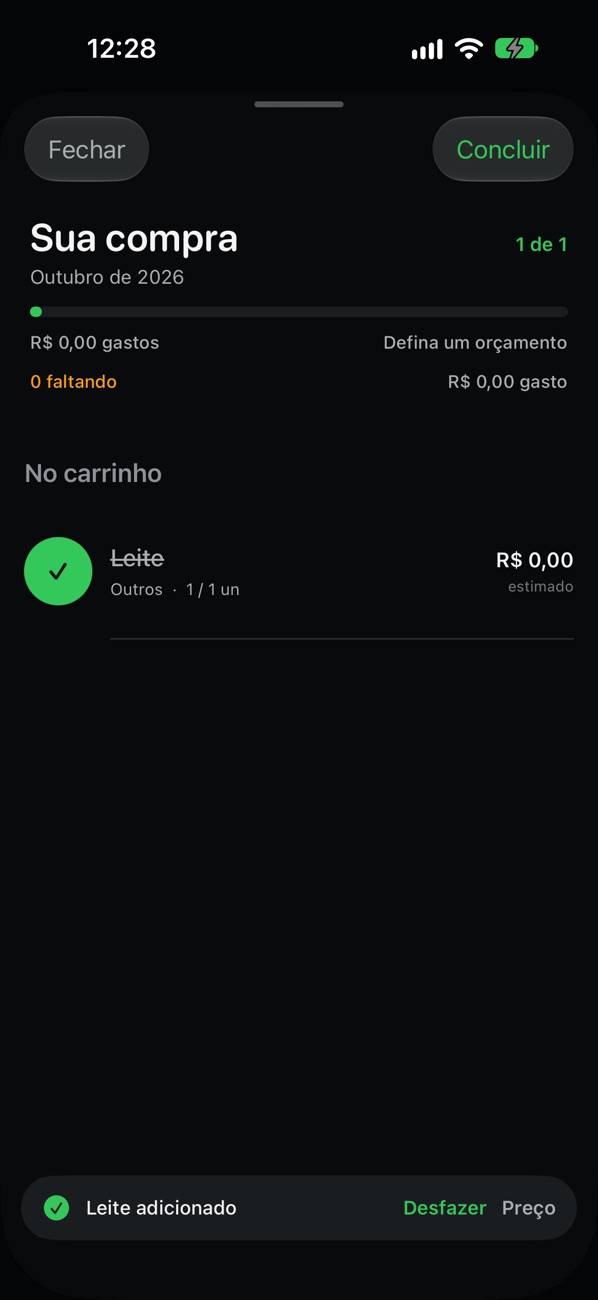 12:28
Fechar
Concluir
Sua compra
1 de 1
Outubro de 2026
R$ 0,00 gastos
Defina um orçamento
0 faltando
R$ 0,00 gasto
No carrinho
Leite
R$ 0,00
Outros · 1 / 1 un
estimado
Leite adicionado
Desfazer
Preço